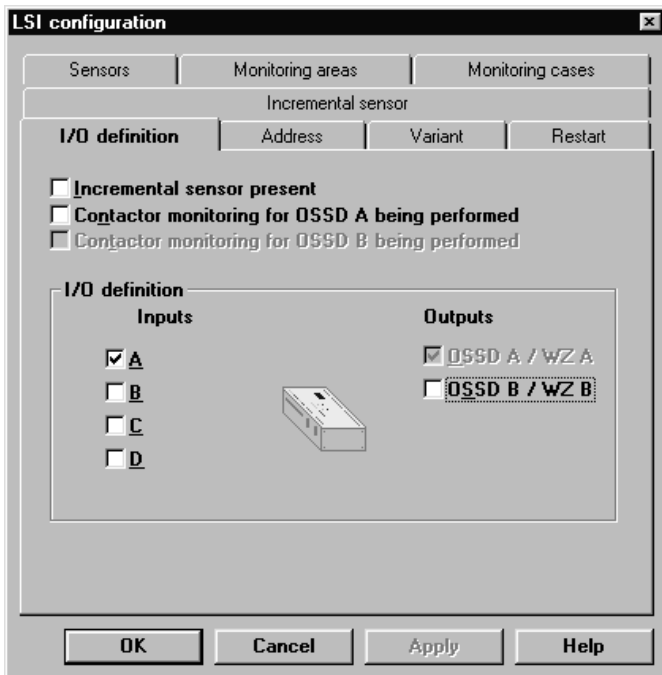 LSI configuration
Sensors Monitoring areas Monitoring cases
Incremental sensor
I/O definition Address Variant Restart
Incremental sensor present
Contactor monitoring for OSSD A being performed
Contactor monitoring for OSSD B being performed
I/O definition
Inputs Outputs
A OSSD A / WZ A
B OSSD B / WZ B
C
D
OK Cancel Apply Help